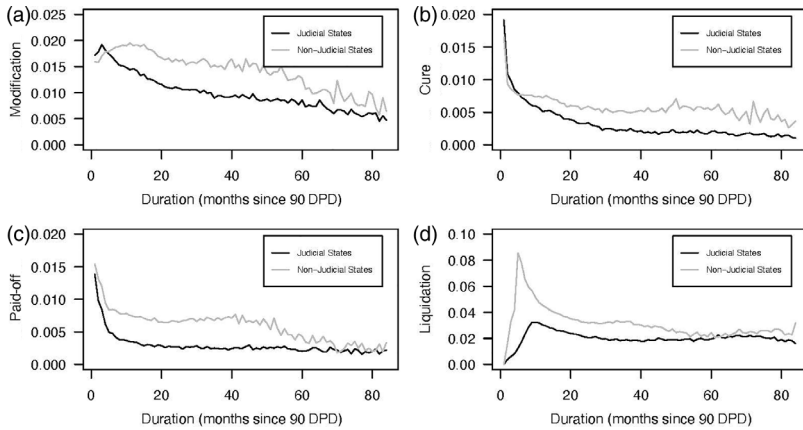 (a)
0.025
0.020
0.015
0.010
0.005
0.000
Modification
Judicial States
Non-Judicial States
0 20 40 60 80
Duration (months since 90 DPD)
(b)
0.020
0.015
0.010
0.005
0.000
Cure
Judicial States
Non-Judicial States
0 20 40 60 80
Duration (months since 90 DPD)
(c)
0.020
0.015
0.010
0.005
0.000
Paid-off
Judicial States
Non-Judicial States
0 20 40 60 80
Duration (months since 90 DPD)
(d)
0.10
0.08
0.06
0.04
0.02
0.00
Liquidation
Judicial States
Non-Judicial States
0 20 40 60 80
Duration (months since 90 DPD)